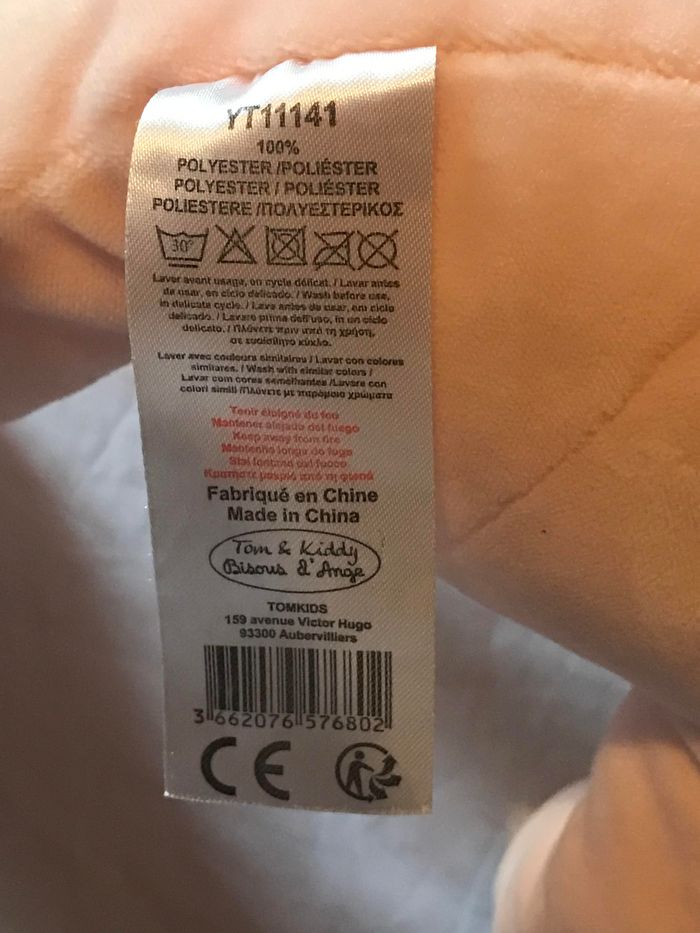 YT11141
100%
POLYESTER /POLIÉSTER
POLYESTER / POLIÉSTER
POLIESTERE /ΠΟΛΥΕΣΤΕΡΙΚΟΣ
30°
Laver avant usage, en cycle délicat. / Lavar antes
de usar, en ciclo delicado. / Wash before use,
in delicate cycle. / Lave antes de usar, em ciclo
delicado. / Lavare prima dell'uso, in un ciclo
delicato. / Πλύνετε πριν από τη χρήση,
σε ευαίσθητο κύκλο.
Laver avec couleurs similaires / Lavar con colores
similares. / Wash with similar colors /
Lavar com cores semelhantes /Lavare con
colori simili /Πλύνετε με παρόμοια χρώματα
Tenir éloigné du feu
Mantener alejado del fuego
Keep away from fire
Mantenha longe do fogo
Stai lontano dal fuoco
Κρατήστε μακριά από τη φωτιά
Fabriqué en Chine
Made in China
Tom & Kiddy
Bisous d'Ange
TOMKIDS
159 avenue Victor Hugo
93300 Aubervilliers
3 662076 576802
CE